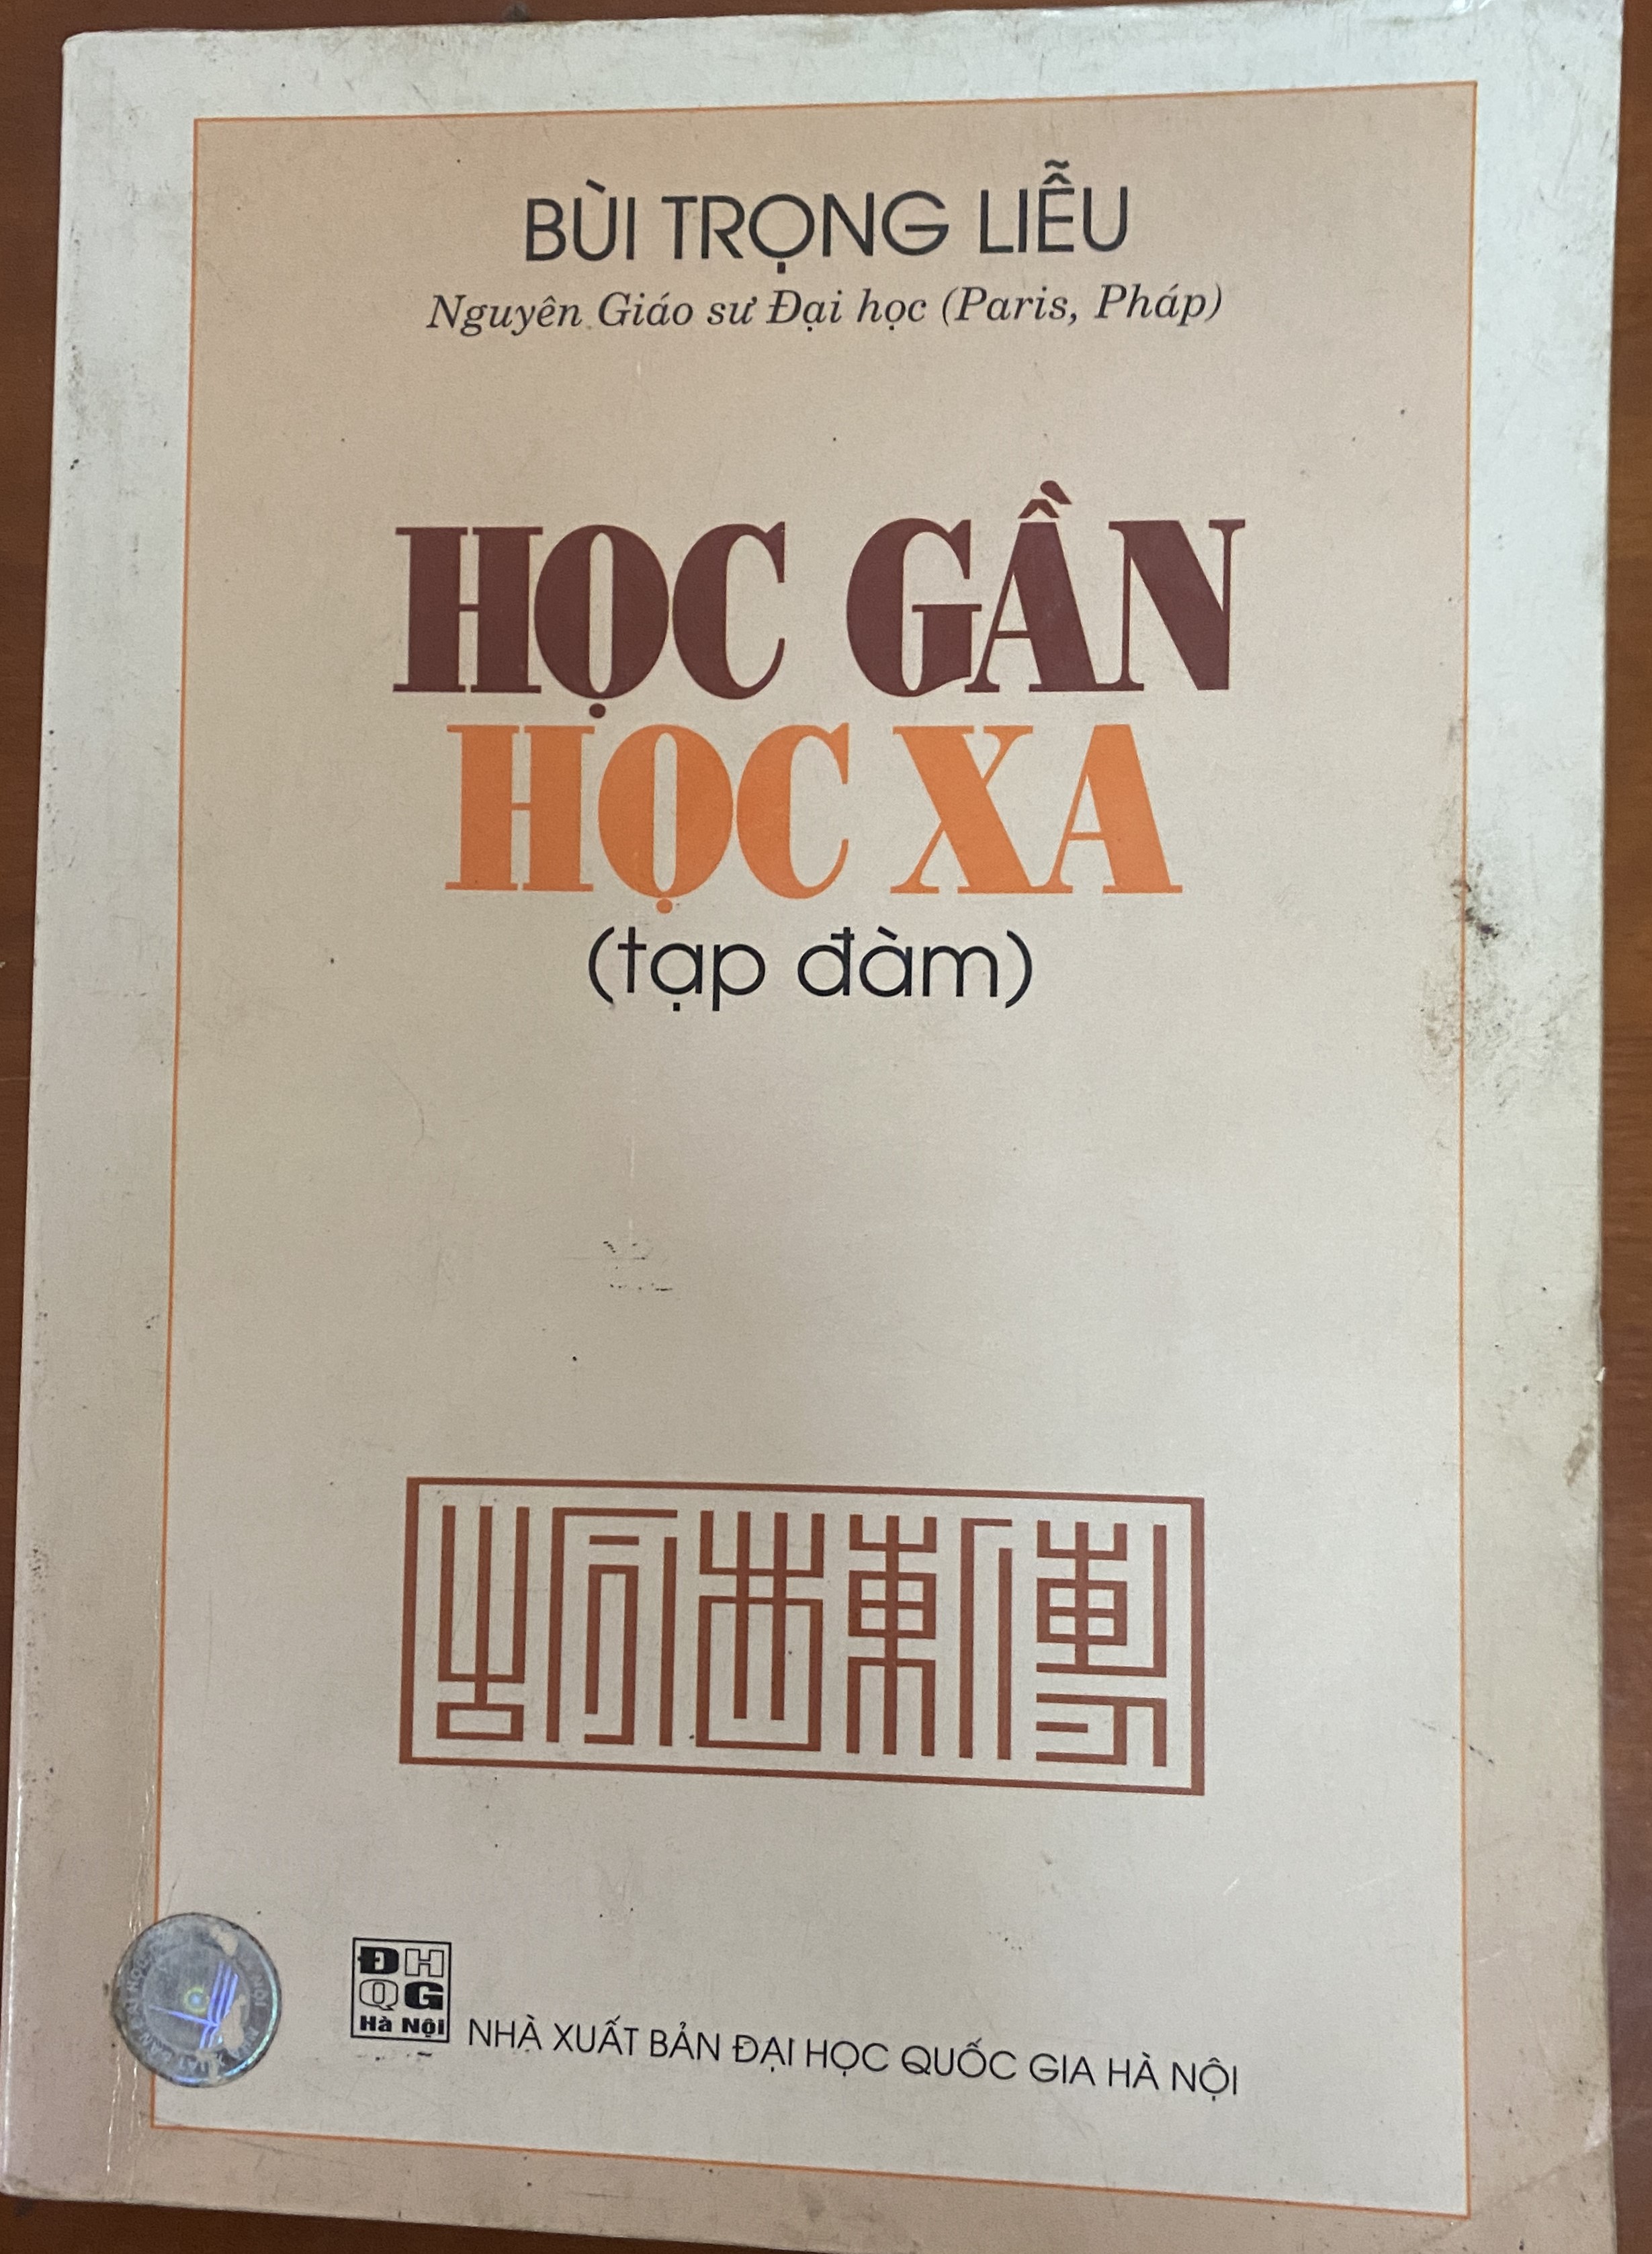 BÙI TRỌNG LIỄU
Nguyên Giáo sư Đại học (Paris, Pháp)
HỌC GẦN
HỌC XA
(tạp đàm)
ĐH
QG
Hà Nội
NHÀ XUẤT BẢN ĐẠI HỌC QUỐC GIA HÀ NỘI